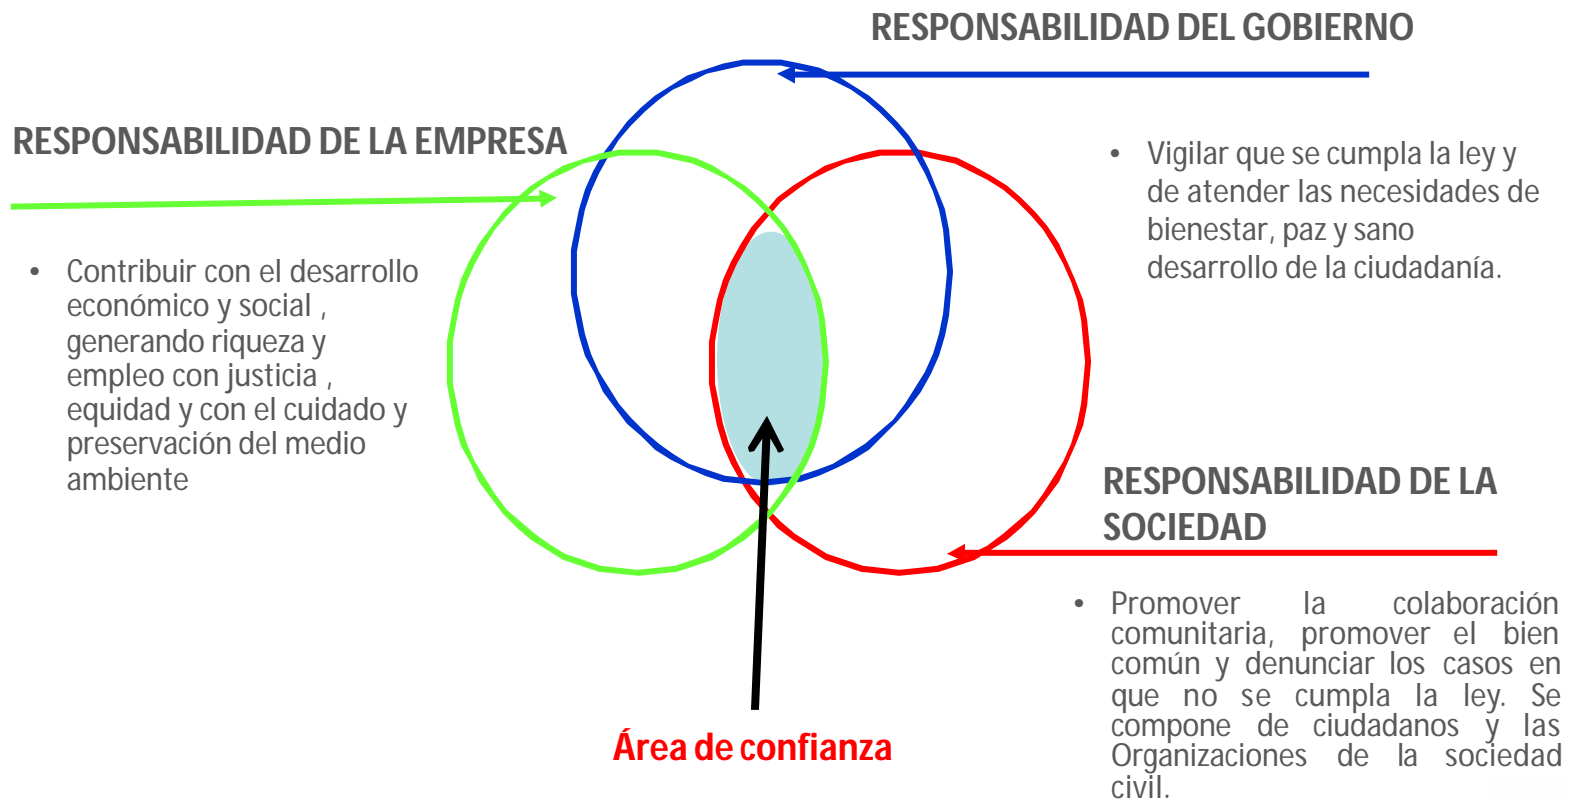 RESPONSABILIDAD DEL GOBIERNO
• Vigilar que se cumpla la ley y
de atender las necesidades de
bienestar, paz y sano
desarrollo de la ciudadanía.
RESPONSABILIDAD DE LA EMPRESA
• Contribuir con el desarrollo
económico y social ,
generando riqueza y
empleo con justicia ,
equidad y con el cuidado y
preservación del medio
ambiente
RESPONSABILIDAD DE LA
SOCIEDAD
• Promover la colaboración
comunitaria, promover el bien
común y denunciar los casos en
que no se cumpla la ley. Se
compone de ciudadanos y las
Organizaciones de la sociedad
civil.
Área de confianza